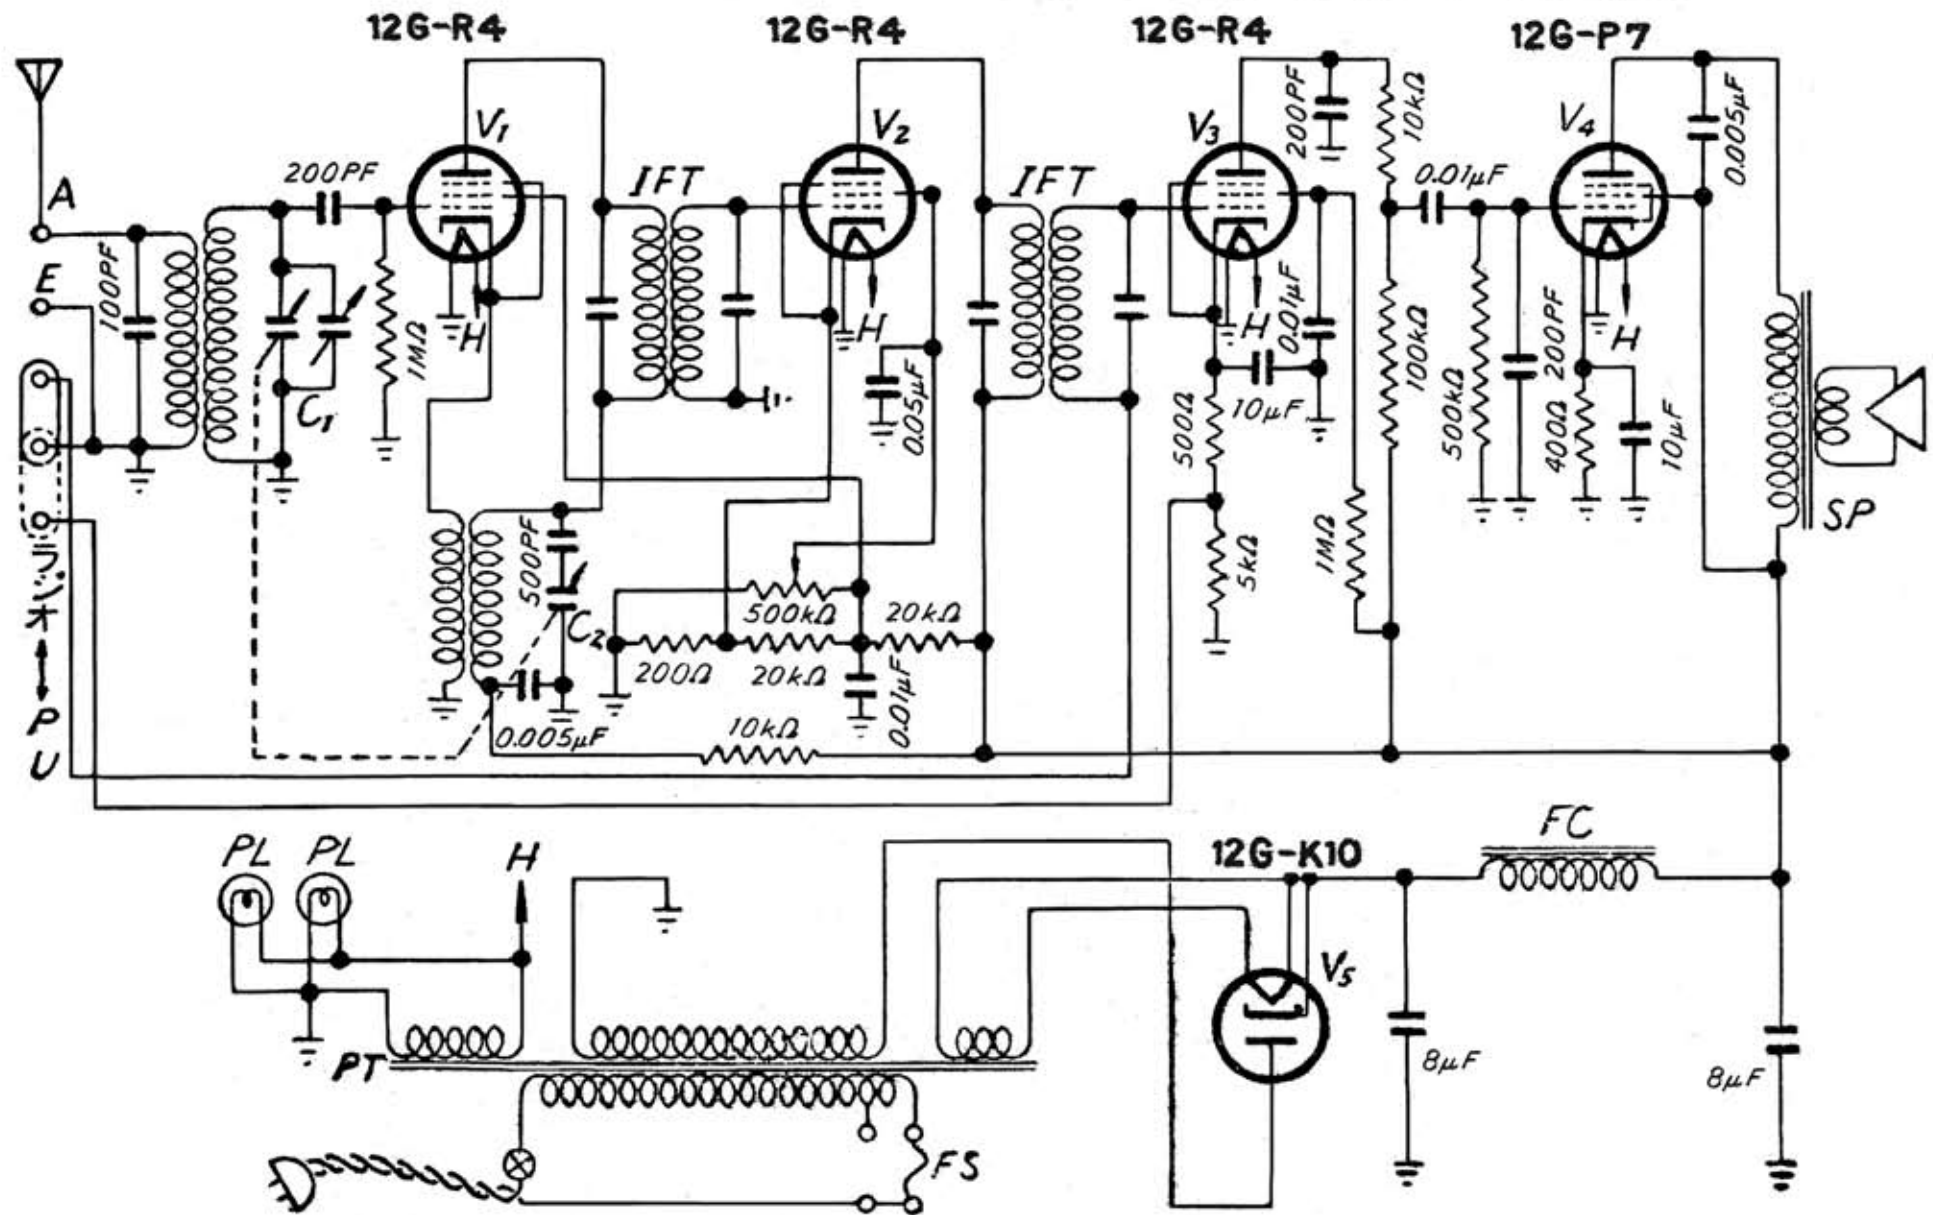 12G-R4
12G-R4
12G-R4
12G-P7
V1
V2
V3
V4
A
E
100PF
200PF
C1
1MΩ
H
IFT
H
0.05μF
IFT
200PF
10kΩ
H
0.01μF
10μF
500Ω
5kΩ
1MΩ
100kΩ
0.01μF
500kΩ
200PF
400Ω
H
10μF
0.005μF
SP
500PF
C2
0.005μF
500kΩ
200Ω
20kΩ
20kΩ
0.01μF
10kΩ
ラジオ
↔
PU
PL
PL
H
12G-K10
FC
V5
8μF
8μF
PT
FS